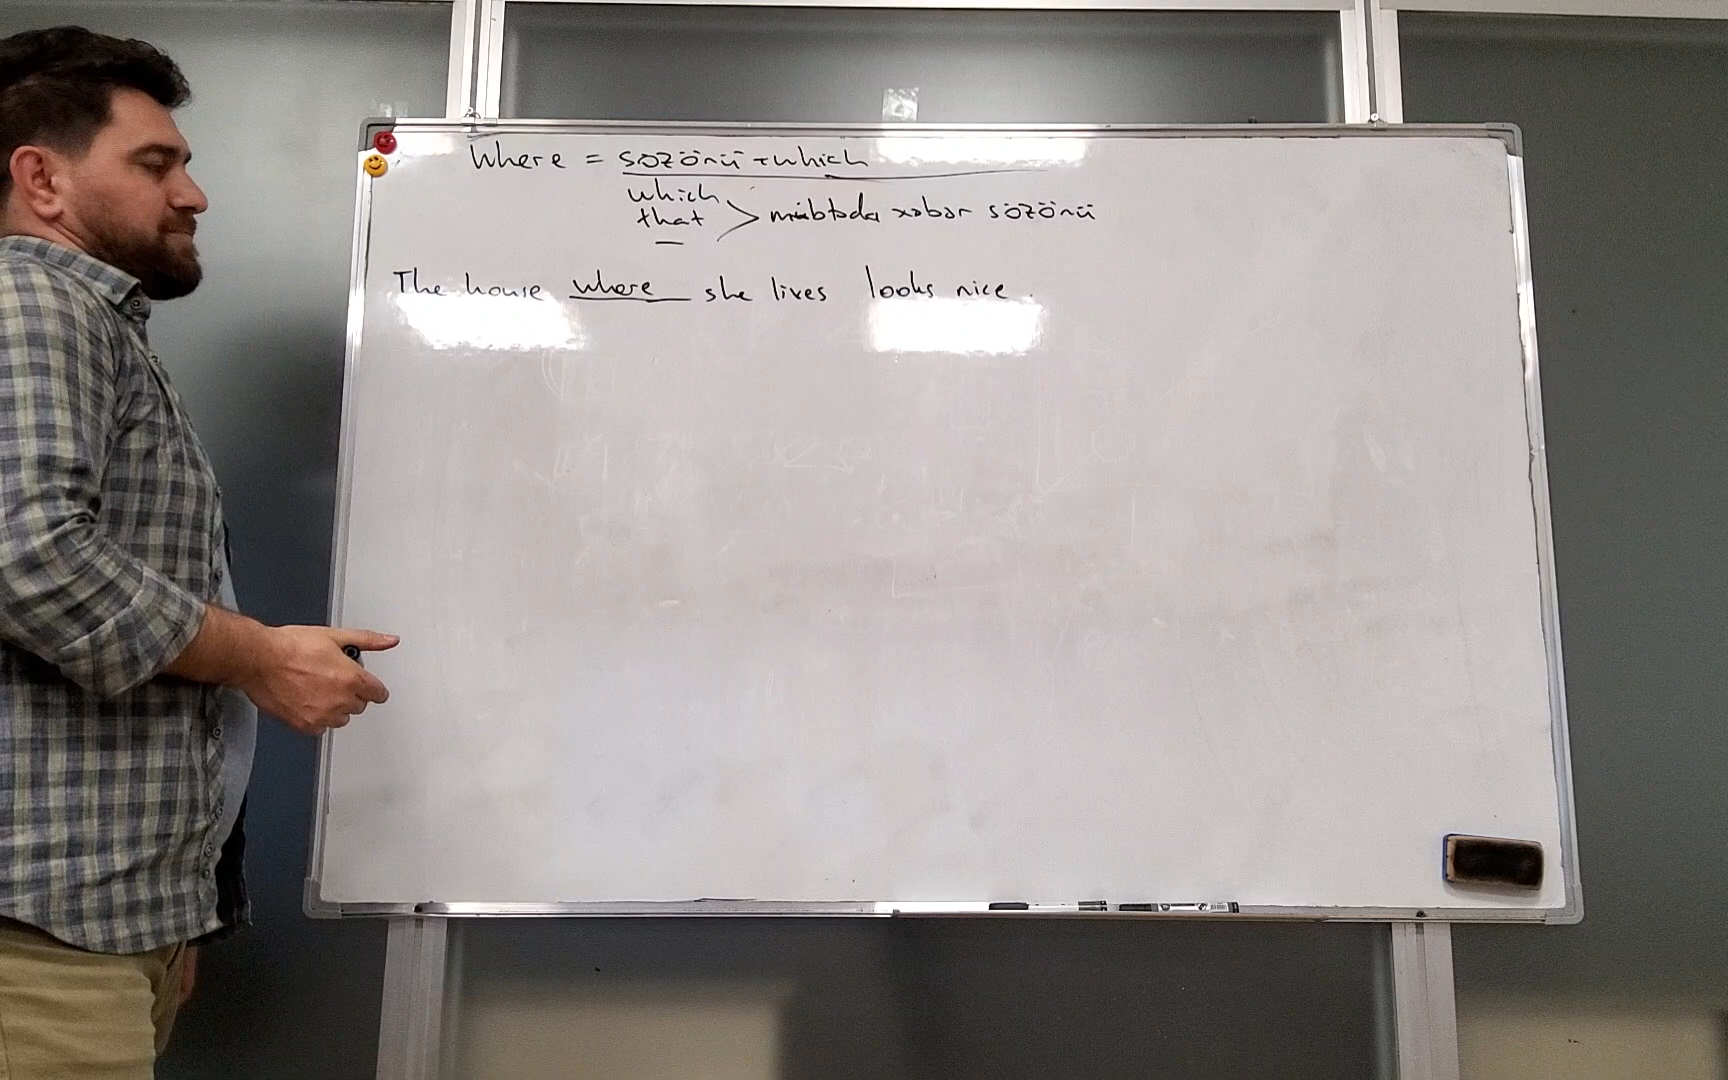 Where = sözönü + which
which
that > mübtəda xəbər sözönü
The house where she lives looks nice.